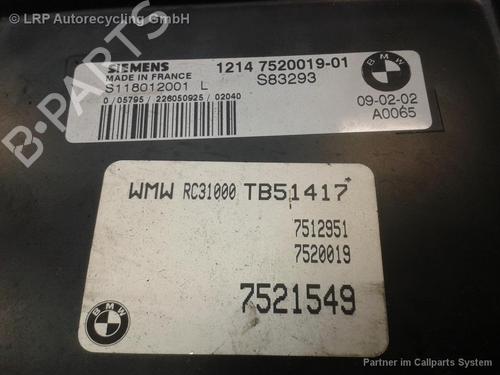 © LRP Autorecycling GmbH
SIEMENS
MADE IN FRANCE
S118012001 L
0 / 05795 / 226050925 / 02040
1214 7520019-01
S83293
BMW
09-02-02
A0065
WMW RC31000 TB51417
7512951
7520019
7521549
BMW
B-PARTS
Partner im Callparts System